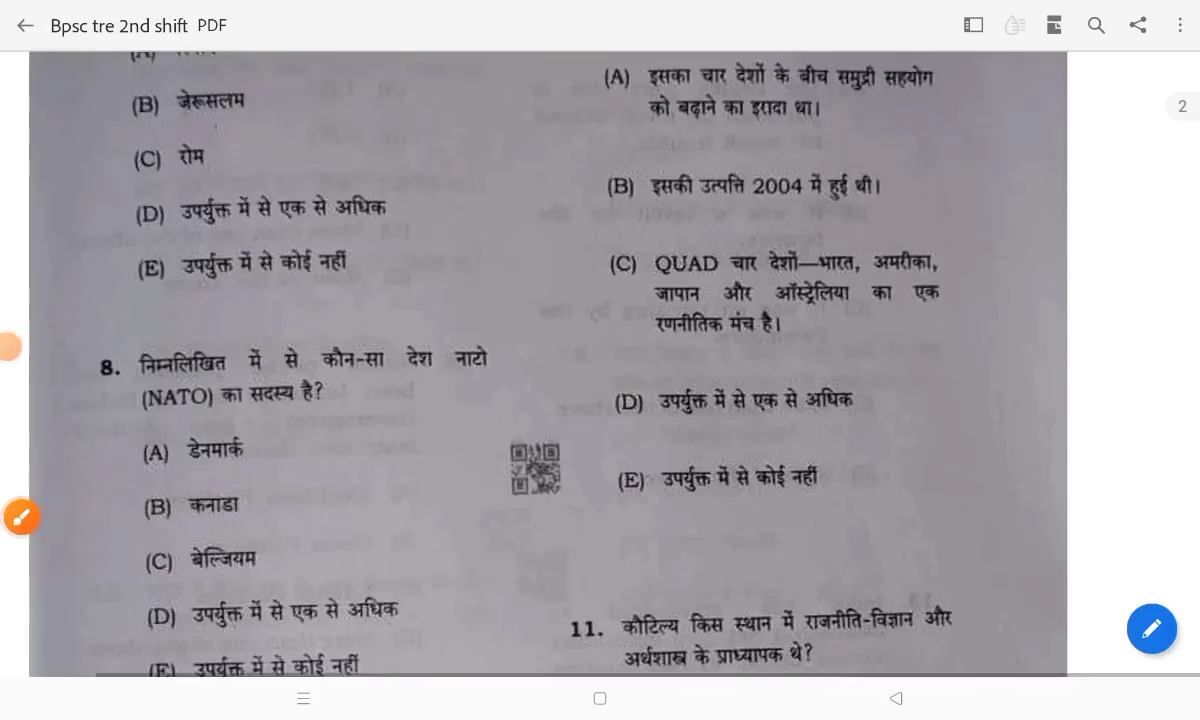 Bpsc tre 2nd shift PDF
2
(B) जेरूसलम
(C) रोम
(D) उपर्युक्त में से एक से अधिक
(E) उपर्युक्त में से कोई नहीं
8. निम्नलिखित में से कौन-सा देश नाटो
(NATO) का सदस्य है?
(A) डेनमार्क
(B) कनाडा
(C) बेल्जियम
(D) उपर्युक्त में से एक से अधिक
(E) उपर्युक्त में से कोई नहीं
(A) इसका चार देशों के बीच समुद्री सहयोग
को बढ़ाने का इरादा था।
(B) इसकी उत्पत्ति 2004 में हुई थी।
(C) QUAD चार देशों—भारत, अमरीका,
जापान और ऑस्ट्रेलिया का एक
रणनीतिक मंच है।
(D) उपर्युक्त में से एक से अधिक
(E) उपर्युक्त में से कोई नहीं
11. कौटिल्य किस स्थान में राजनीति-विज्ञान और
अर्थशास्त्र के प्राध्यापक थे?